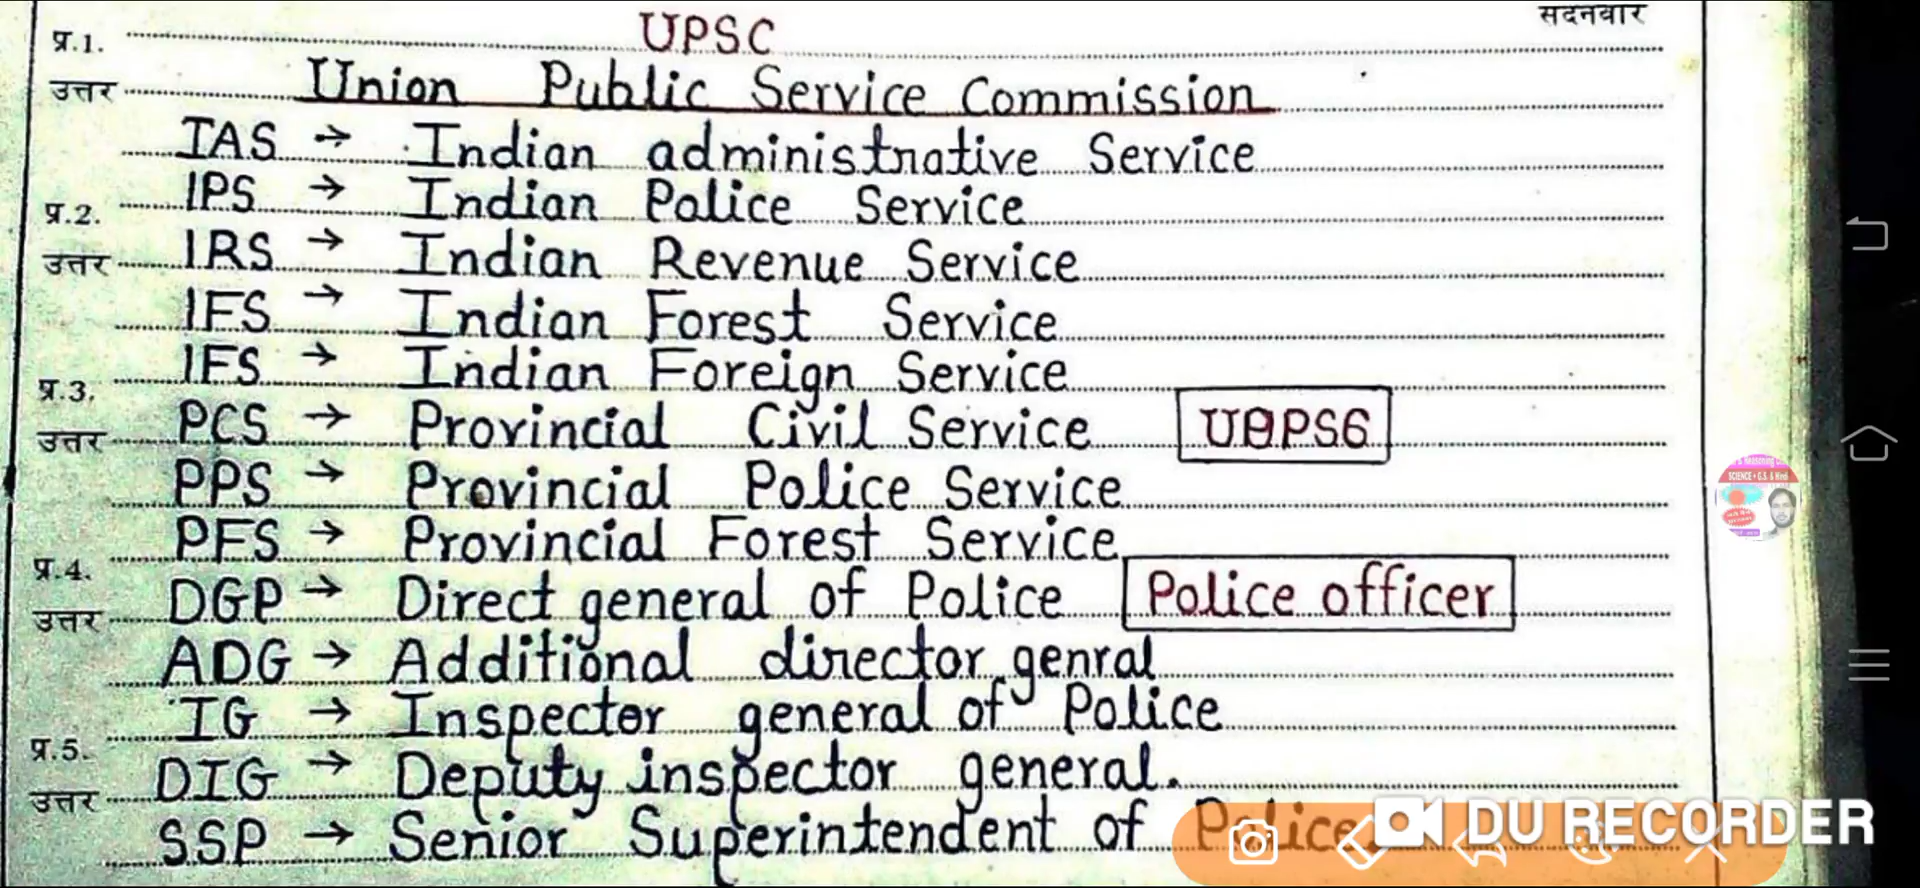 सदनवार
प्र.1. UPSC
उत्तर Union Public Service Commission
IAS → Indian administrative Service
प्र.2. IPS → Indian Police Service
उत्तर IRS → Indian Revenue Service
IFS → Indian Forest Service
प्र.3. IFS → Indian Foreign Service
उत्तर PCS → Provincial Civil Service
PPS → Provincial Police Service
PFS → Provincial Forest Service
प्र.4. DGP → Direct general of Police Police officer
उत्तर ADG → Additional director genral
IG → Inspector general of Police
प्र.5. DIG → Deputy inspector general.
उत्तर SSP → Senior Superintendent of Police
DU RECORDER
SCIENCE • G.S. & Hindi